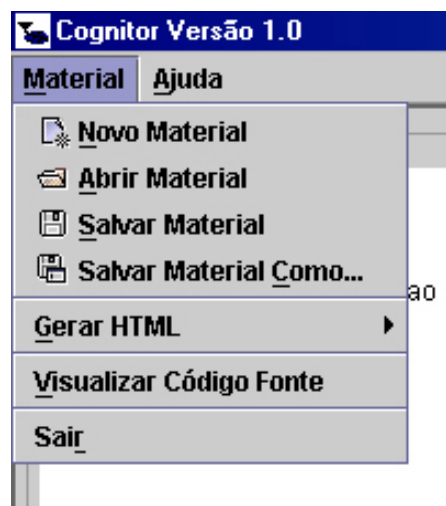 Cognitor Versão 1.0
Material Ajuda
Novo Material
Abrir Material
Salvar Material
Salvar Material Como...
ao
Gerar HTML
Visualizar Código Fonte
Sair